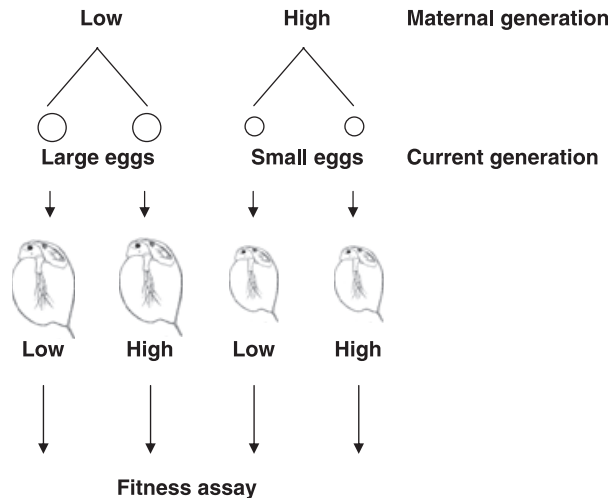 Low High Maternal generation
Large eggs Small eggs Current generation
Low High Low High
Fitness assay